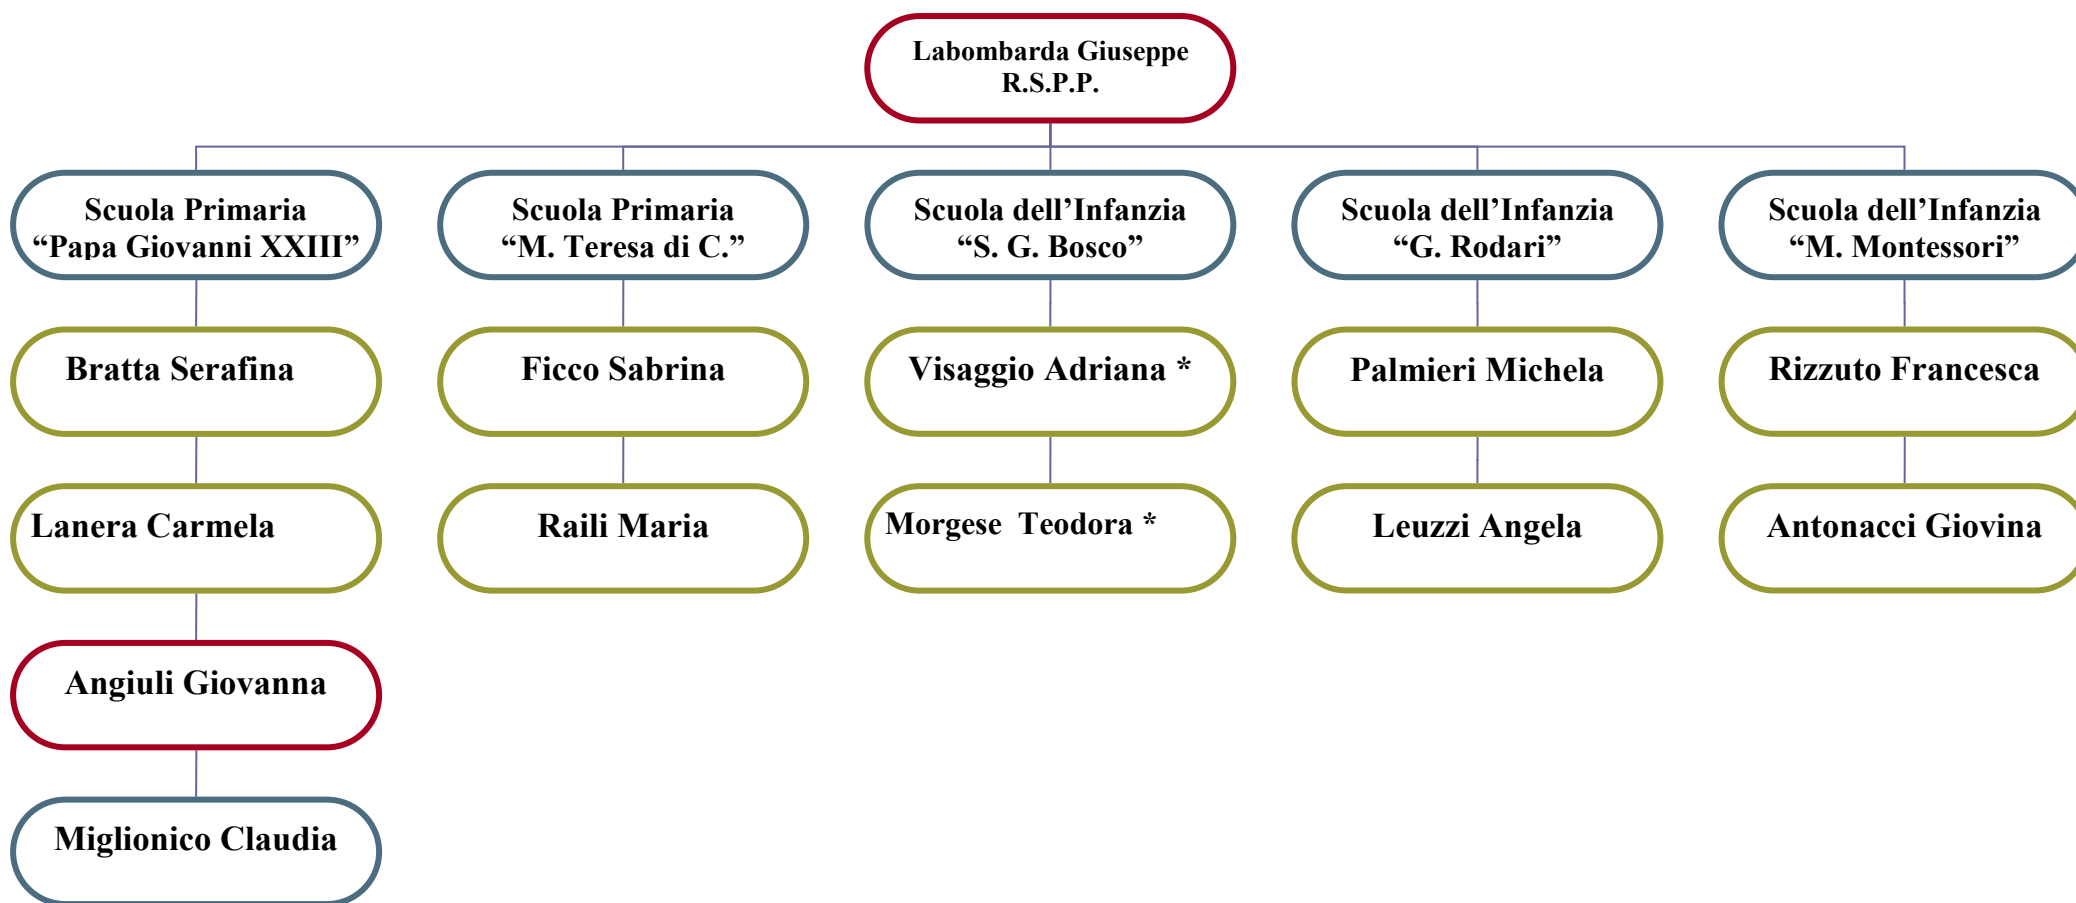 Labombarda Giuseppe
R.S.P.P.
Scuola Primaria
“Papa Giovanni XXIII”
Scuola Primaria
“M. Teresa di C.”
Scuola dell’Infanzia
“S. G. Bosco”
Scuola dell’Infanzia
“G. Rodari”
Scuola dell’Infanzia
“M. Montessori”
Bratta Serafina
Ficco Sabrina
Visaggio Adriana *
Palmieri Michela
Rizzuto Francesca
Lanera Carmela
Raili Maria
Morgese  Teodora *
Leuzzi Angela
Antonacci Giovina
Angiuli Giovanna
Miglionico Claudia